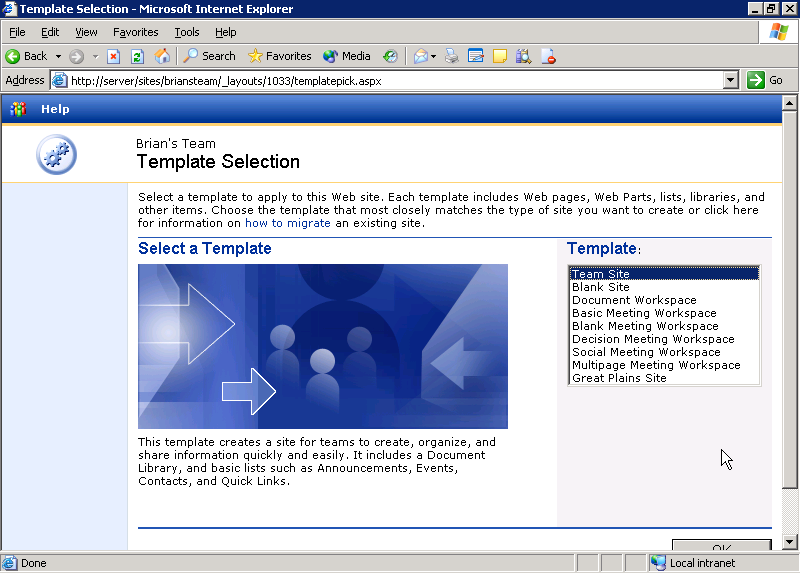 Template Selection - Microsoft Internet Explorer
File Edit View Favorites Tools Help
Back Search Favorites Media
Address http://server/sites/briansteam/_layouts/1033/templatepick.aspx Go
Help
Brian's Team
Template Selection
Select a template to apply to this Web site. Each template includes Web pages, Web Parts, lists, libraries, and
other items. Choose the template that most closely matches the type of site you want to create or click here
for information on how to migrate an existing site.
Select a Template
This template creates a site for teams to create, organize, and
share information quickly and easily. It includes a Document
Library, and basic lists such as Announcements, Events,
Contacts, and Quick Links.
Template:
Team Site
Blank Site
Document Workspace
Basic Meeting Workspace
Blank Meeting Workspace
Decision Meeting Workspace
Social Meeting Workspace
Multipage Meeting Workspace
Great Plains Site
OK
Done Local intranet